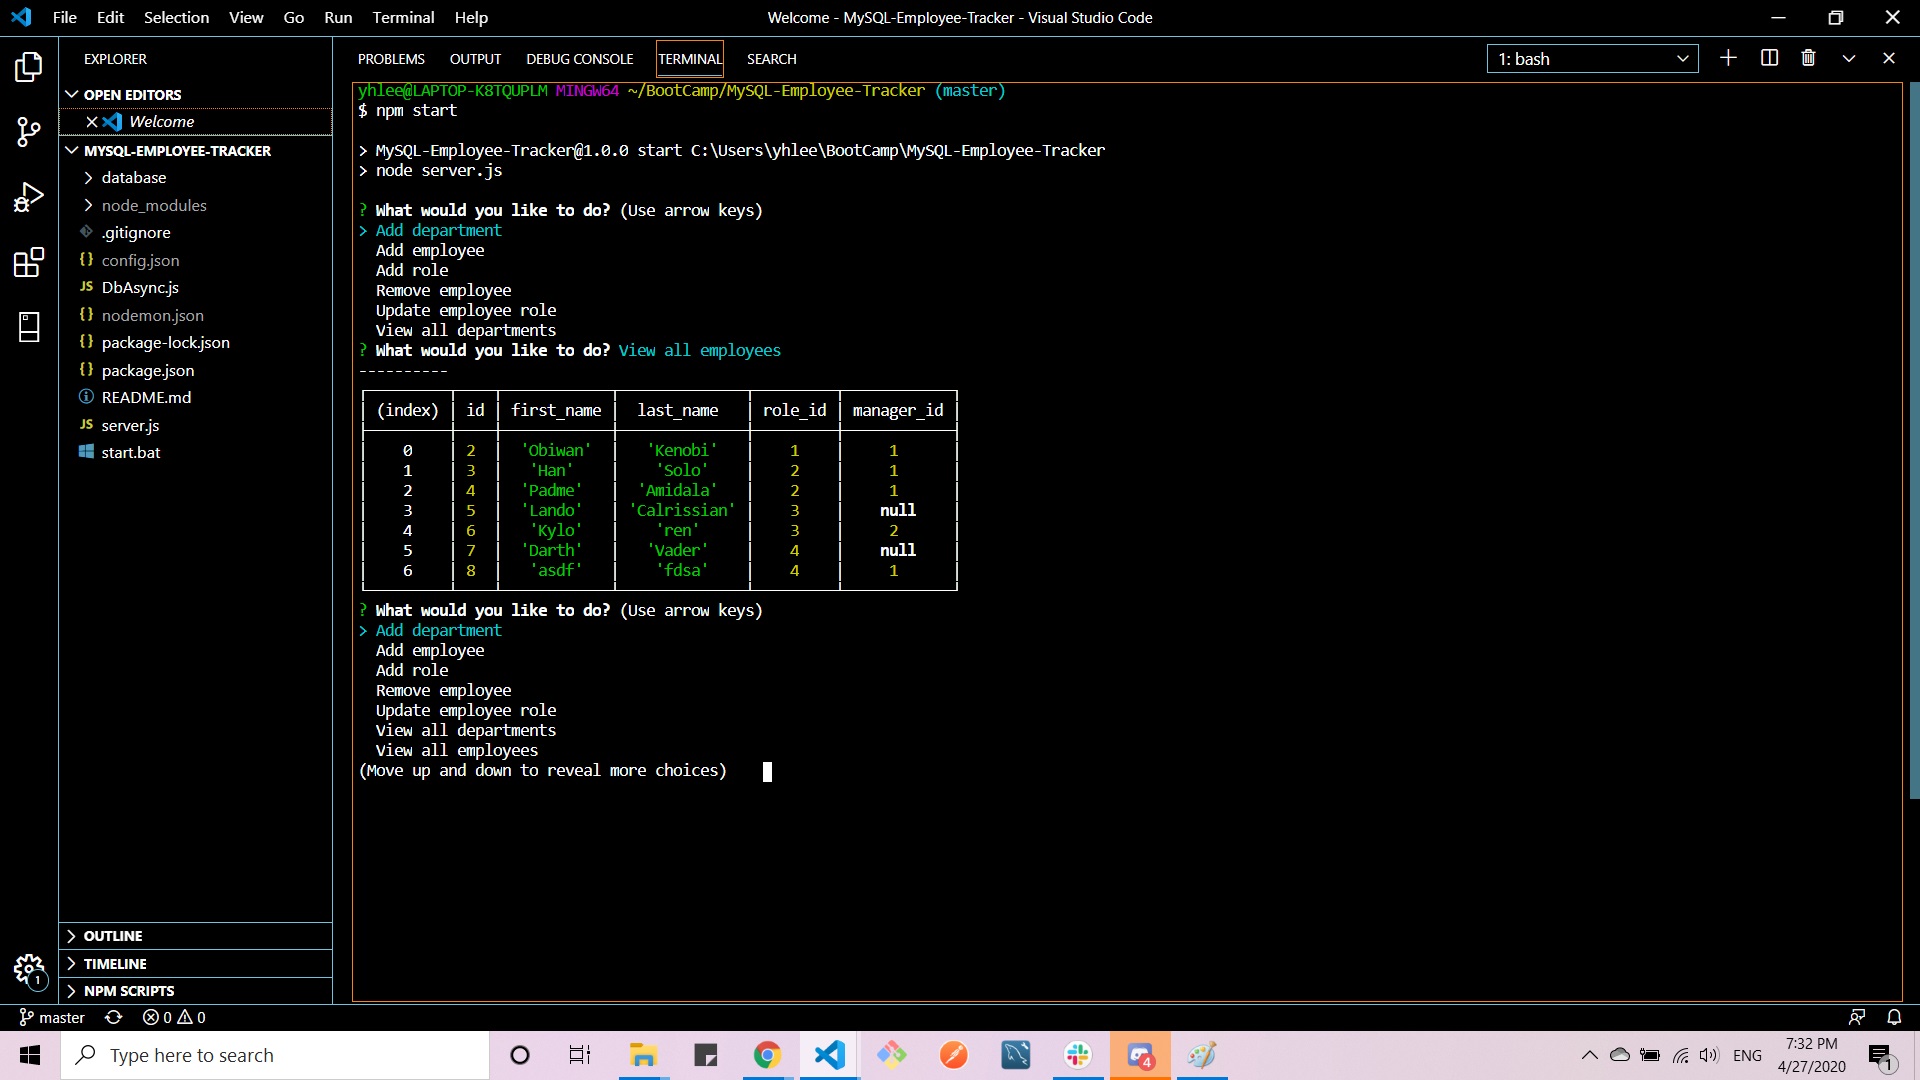 File Edit Selection View Go Run Terminal Help
Welcome - MySQL-Employee-Tracker - Visual Studio Code
EXPLORER
OPEN EDITORS
Welcome
MYSQL-EMPLOYEE-TRACKER
database
node_modules
.gitignore
{} config.json
JS DbAsync.js
{} nodemon.json
{} package-lock.json
{} package.json
README.md
JS server.js
start.bat
OUTLINE
TIMELINE
NPM SCRIPTS
1
PROBLEMS OUTPUT DEBUG CONSOLE TERMINAL SEARCH
1: bash
yhlee@LAPTOP-K8TQUPLM MINGW64 ~/BootCamp/MySQL-Employee-Tracker (master)
$ npm start
> MySQL-Employee-Tracker@1.0.0 start C:\Users\yhlee\BootCamp\MySQL-Employee-Tracker
> node server.js
? What would you like to do? (Use arrow keys)
> Add department
Add employee
Add role
Remove employee
Update employee role
View all departments
? What would you like to do? View all employees
----------
(index) id first_name last_name role_id manager_id
0 2 'Obiwan' 'Kenobi' 1 1
1 3 'Han' 'Solo' 2 1
2 4 'Padme' 'Amidala' 2 1
3 5 'Lando' 'Calrissian' 3 null
4 6 'Kylo' 'ren' 3 2
5 7 'Darth' 'Vader' 4 null
6 8 'asdf' 'fdsa' 4 1
? What would you like to do? (Use arrow keys)
> Add department
Add employee
Add role
Remove employee
Update employee role
View all departments
View all employees
(Move up and down to reveal more choices)
master 0 0
Type here to search
4
ENG
7:32 PM
4/27/2020
1